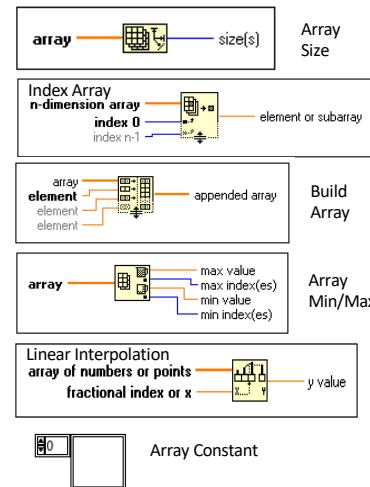 array
size(s)
Array
Size
Index Array
n-dimension array
index 0
index n-1
element or subarray
array
element
element
element
appended array
Build
Array
array
max value
max index(es)
min value
min index(es)
Array
Min/Max
Linear Interpolation
array of numbers or points
fractional index or x
y value
0
Array Constant